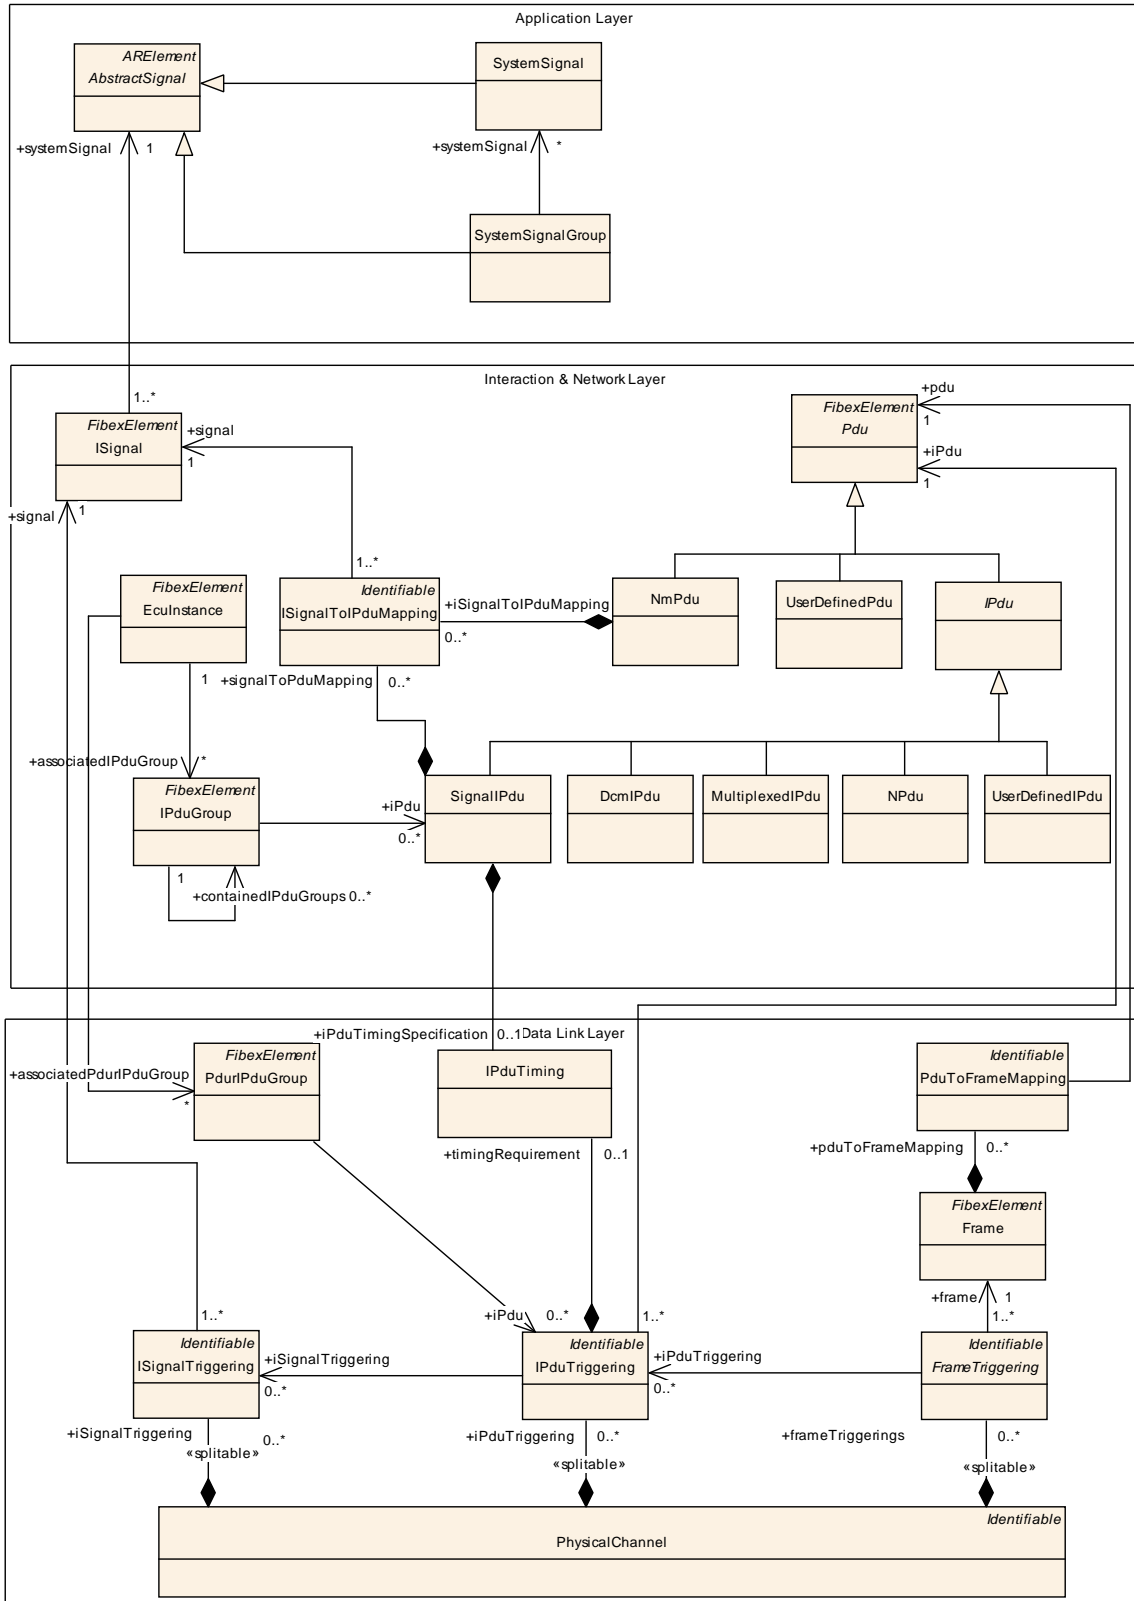 Application Layer
ARElement
AbstractSignal
SystemSignal
+systemSignal
1
+systemSignal
*
SystemSignalGroup
Interaction & Network Layer
1..*
FibexElement
ISignal
+signal
1
FibexElement
Pdu
+pdu
1
+iPdu
1
+signal
1
1..*
FibexElement
EcuInstance
Identifiable
ISignalToIPduMapping
+iSignalToIPduMapping
0..*
NmPdu
UserDefinedPdu
IPdu
1
+signalToPduMapping
0..*
+associatedIPduGroup
*
FibexElement
IPduGroup
+iPdu
0..*
SignalIPdu
DcmIPdu
MultiplexedIPdu
NPdu
UserDefinedIPdu
1
+containedIPduGroups
0..*
+iPduTimingSpecification
0..1
Data Link Layer
+associatedPdurIPduGroup
*
FibexElement
PdurIPduGroup
IPduTiming
Identifiable
PduToFrameMapping
+timingRequirement
0..1
+pduToFrameMapping
0..*
FibexElement
Frame
+frame
1
1..*
+iPdu
0..*
1..*
1..*
Identifiable
ISignalTriggering
+iSignalTriggering
0..*
Identifiable
IPduTriggering
+iPduTriggering
0..*
Identifiable
FrameTriggering
+iSignalTriggering
0..*
«splitable»
+iPduTriggering
0..*
«splitable»
+frameTriggerings
0..*
«splitable»
Identifiable
PhysicalChannel